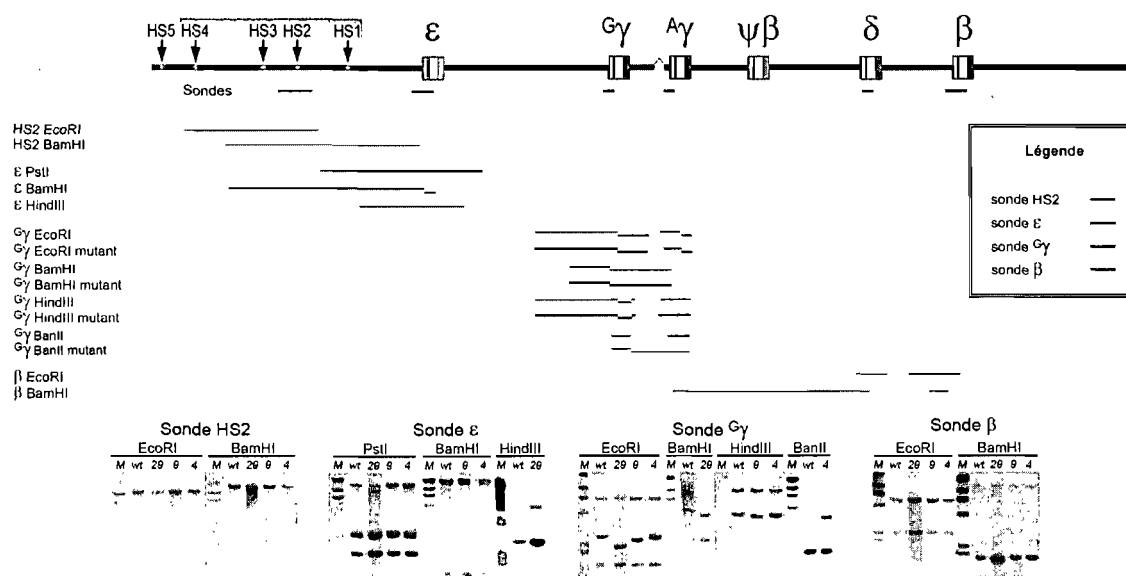 HS5 HS4 HS3 HS2 HS1 ε Gγ Aγ ψβ δ β
Sondes
HS2 EcoRI
HS2 BamHI
ε PstI
ε BamHI
ε HindIII
Gγ EcoRI
Gγ EcoRI mutant
Gγ BamHI
Gγ BamHI mutant
Gγ HindIII
Gγ HindIII mutant
Gγ BanII
Gγ BanII mutant
β EcoRI
β BamHI
Légende
sonde HS2
sonde ε
sonde Gγ
sonde β
Sonde HS2
EcoRI BamHI
M wt 29 9 4 M wt 29 9 4
Sonde ε
PstI BamHI HindIII
M wt 29 9 4 M wt 9 4 M wt 29
Sonde Gγ
EcoRI BamHI HindIII BanII
M wt 29 9 4 M wt 29 M wt 9 4 M wt 4
Sonde β
EcoRI BamHI
M wt 29 9 4 M wt 29 9 4